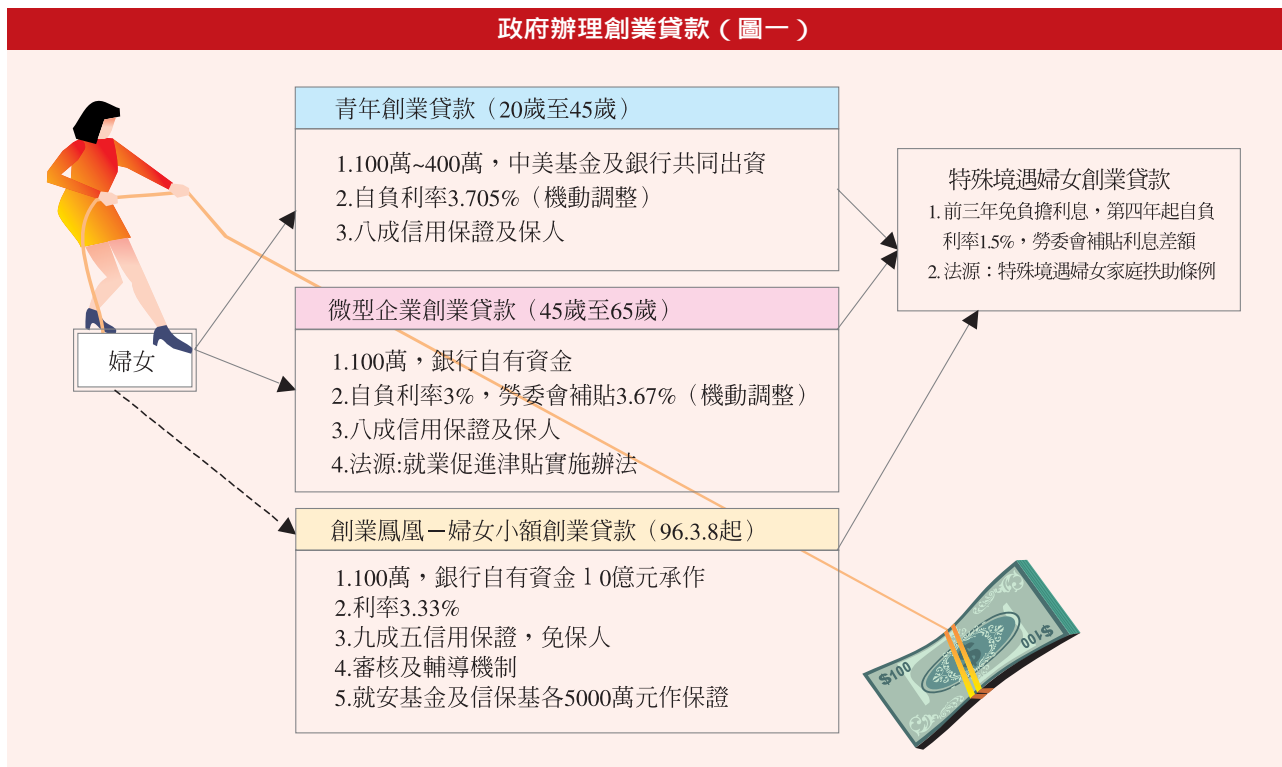 政府辦理創業貸款（圖一）
青年創業貸款（20歲至45歲）
1.100萬~400萬，中美基金及銀行共同出資
2.自負利率3.705%（機動調整）
3.八成信用保證及保人
微型企業創業貸款（45歲至65歲）
1.100萬，銀行自有資金
2.自負利率3%，勞委會補貼3.67%（機動調整）
3.八成信用保證及保人
4.法源:就業促進津貼實施辦法
創業鳳凰－婦女小額創業貸款（96.3.8起）
1.100萬，銀行自有資金１0億元承作
2.利率3.33%
3.九成五信用保證，免保人
4.審核及輔導機制
5.就安基金及信保基各5000萬元作保證
婦女
特殊境遇婦女創業貸款
1.前三年免負擔利息，第四年起自負
利率1.5%，勞委會補貼利息差額
2.法源：特殊境遇婦女家庭扶助條例
$100
$100